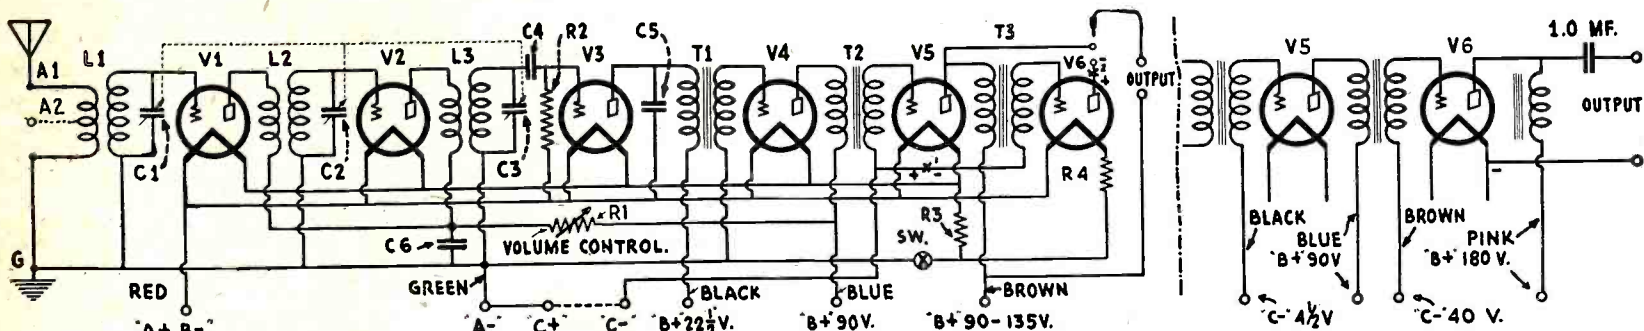 A1
A2
L1
C1
V1
L2
C2
V2
L3
C3
C4
R2
V3
C5
T1
V4
T2
V5
T3
V6
OUTPUT
R4
R3
SW.
R1
VOLUME CONTROL.
C6
G
RED
"A+B-"
GREEN
"A-"
"C+"
"C-"
BLACK
"B+"22½V.
BLUE
"B+"90V.
BROWN
"B+"90-135V.
V5
V6
1.0 MF.
OUTPUT
BLACK
"C-"4½V
BLUE
"B+"90V
BROWN
"C-"40 V.
PINK
"B+"180 V.